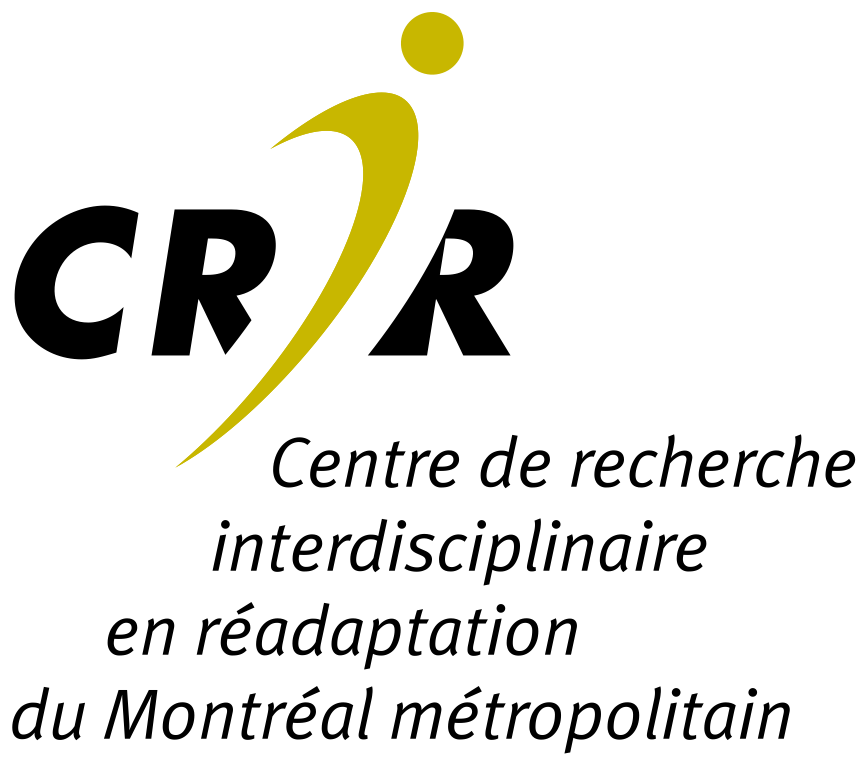 CRIR
Centre de recherche
interdisciplinaire
en réadaptation
du Montréal métropolitain